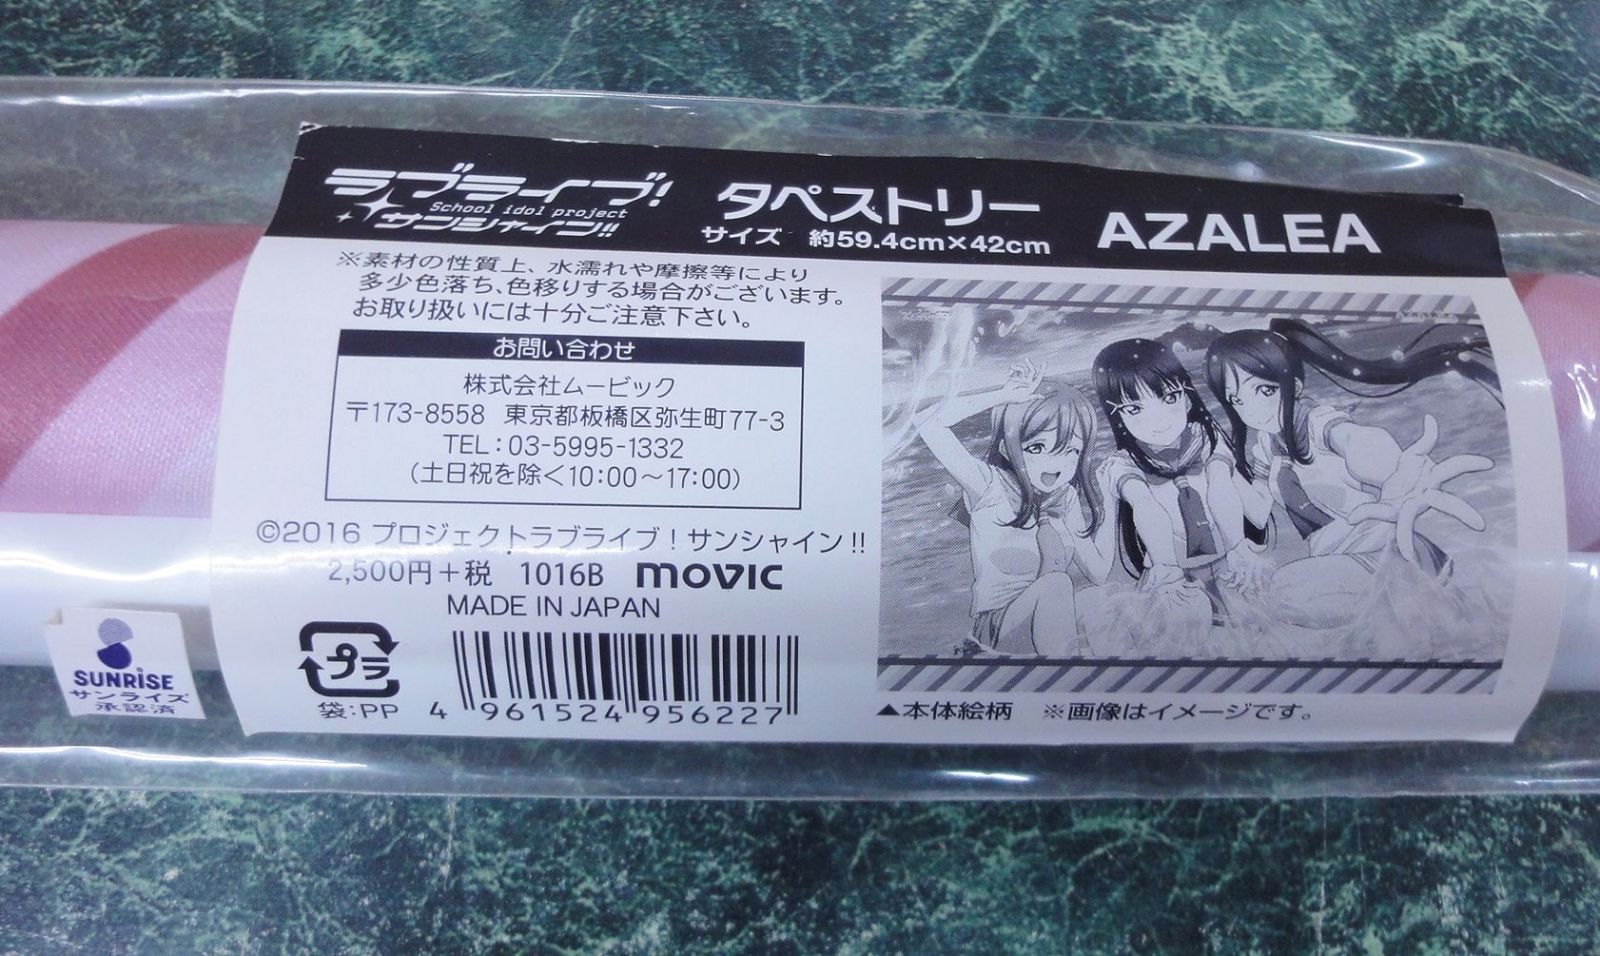 ラブライブ!
School idol project
サンシャイン!!
タペストリー
サイズ 約59.4cm×42cm
AZALEA
※素材の性質上、水濡れや摩擦等により
多少色落ち、色移りする場合がございます。
お取り扱いには十分ご注意下さい。
お問い合わせ
株式会社ムービック
〒173-8558 東京都板橋区弥生町77-3
TEL:03-5995-1332
(土日祝を除く10:00～17:00)
©2016 プロジェクトラブライブ!サンシャイン!!
2,500円+税 1016B movic
MADE IN JAPAN
プラ
袋:PP
4 961524 956227
▲本体絵柄 ※画像はイメージです。
SUNRISE
サンライズ
承認済